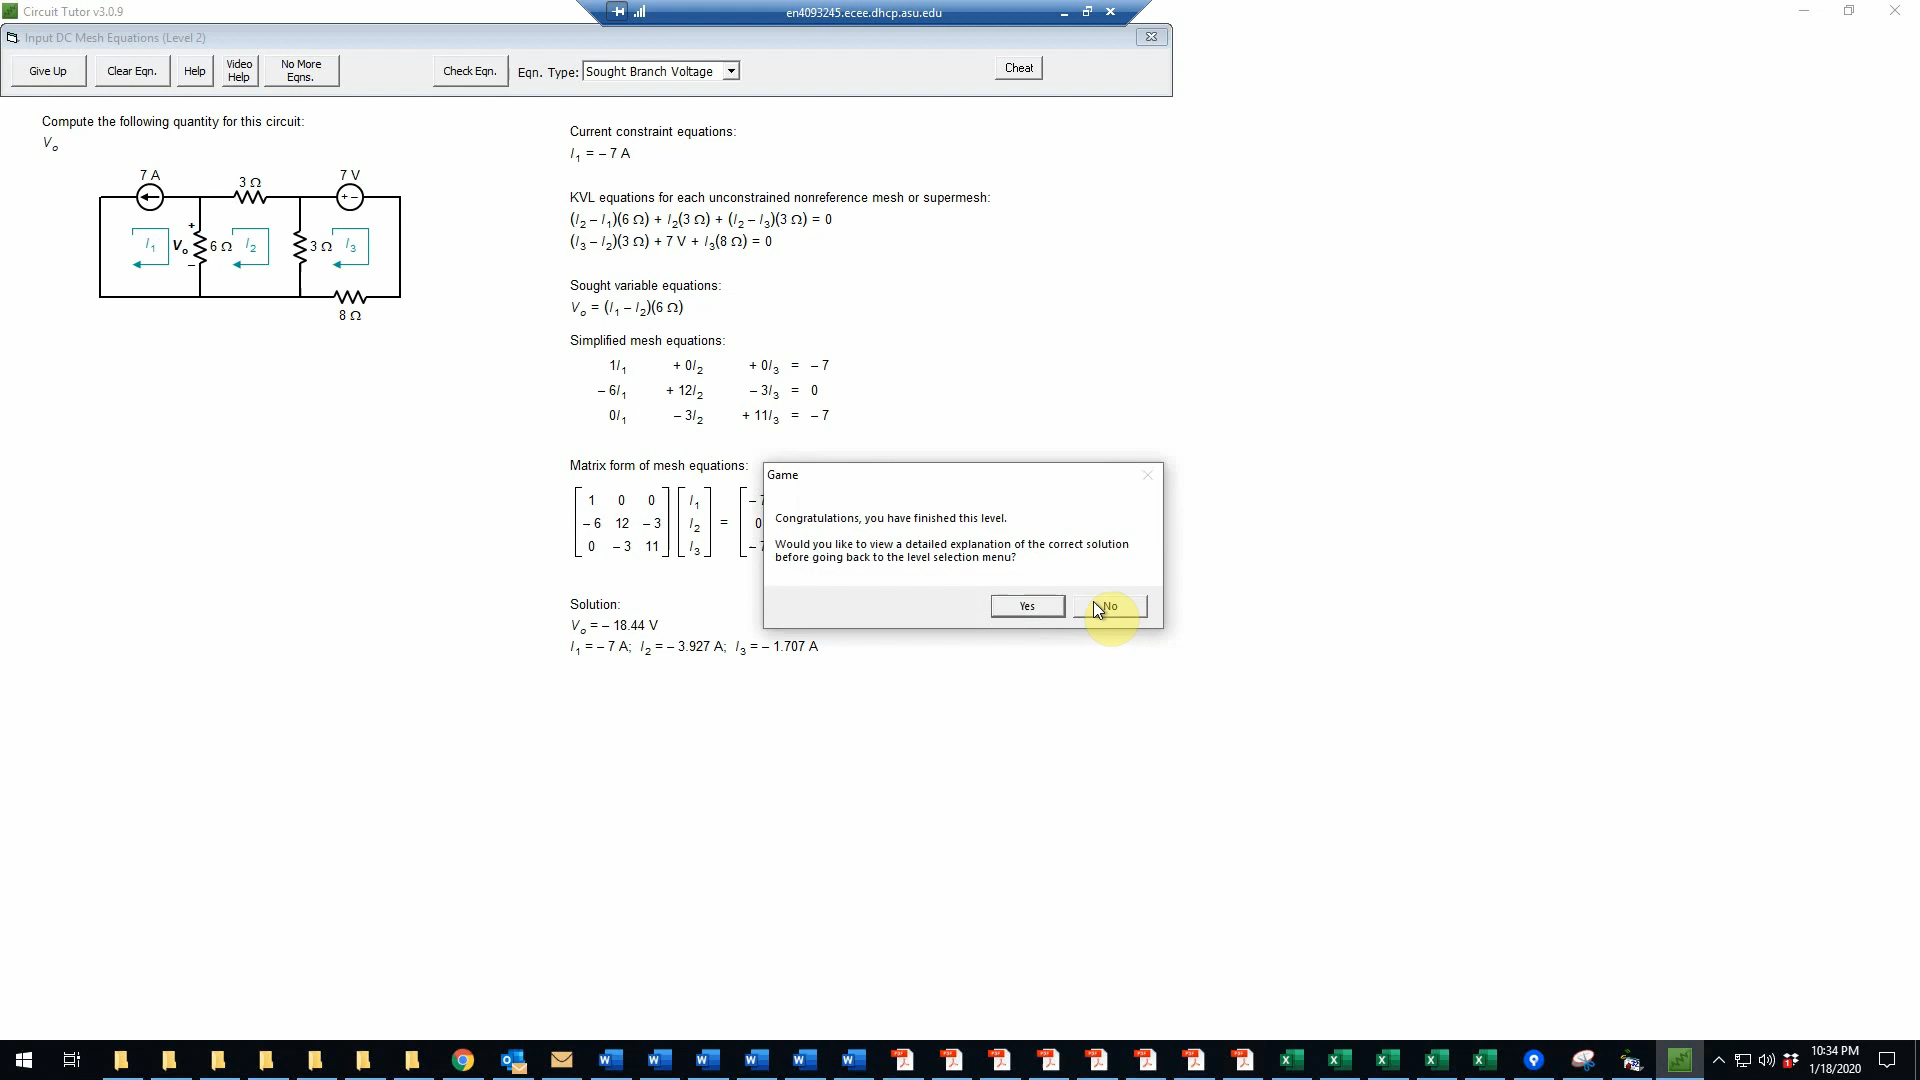 Circuit Tutor v3.0.9
en4093245.ecee.dhcp.asu.edu
Input DC Mesh Equations (Level 2)
Give Up
Clear Eqn.
Help
Video Help
No More Eqns.
Check Eqn.
Eqn. Type:
Sought Branch Voltage
Cheat
Compute the following quantity for this circuit:
Vo
7 A
3 Ω
7 V
+ −
I1
+
Vo
−
6 Ω
I2
3 Ω
I3
8 Ω
Current constraint equations:
I1 = – 7 A
KVL equations for each unconstrained nonreference mesh or supermesh:
(I2 – I1)(6 Ω) + I2(3 Ω) + (I2 – I3)(3 Ω) = 0
(I3 – I2)(3 Ω) + 7 V + I3(8 Ω) = 0
Sought variable equations:
Vo = (I1 – I2)(6 Ω)
Simplified mesh equations:
1I1 + 0I2 + 0I3 = – 7
– 6I1 + 12I2 – 3I3 = 0
0I1 – 3I2 + 11I3 = – 7
Matrix form of mesh equations:
1 0 0 I1 – 7
– 6 12 – 3 I2 = 0
0 – 3 11 I3 – 7
Solution:
Vo = – 18.44 V
I1 = – 7 A; I2 = – 3.927 A; I3 = – 1.707 A
Game
Congratulations, you have finished this level.
Would you like to view a detailed explanation of the correct solution
before going back to the level selection menu?
Yes
No
10:34 PM
1/18/2020